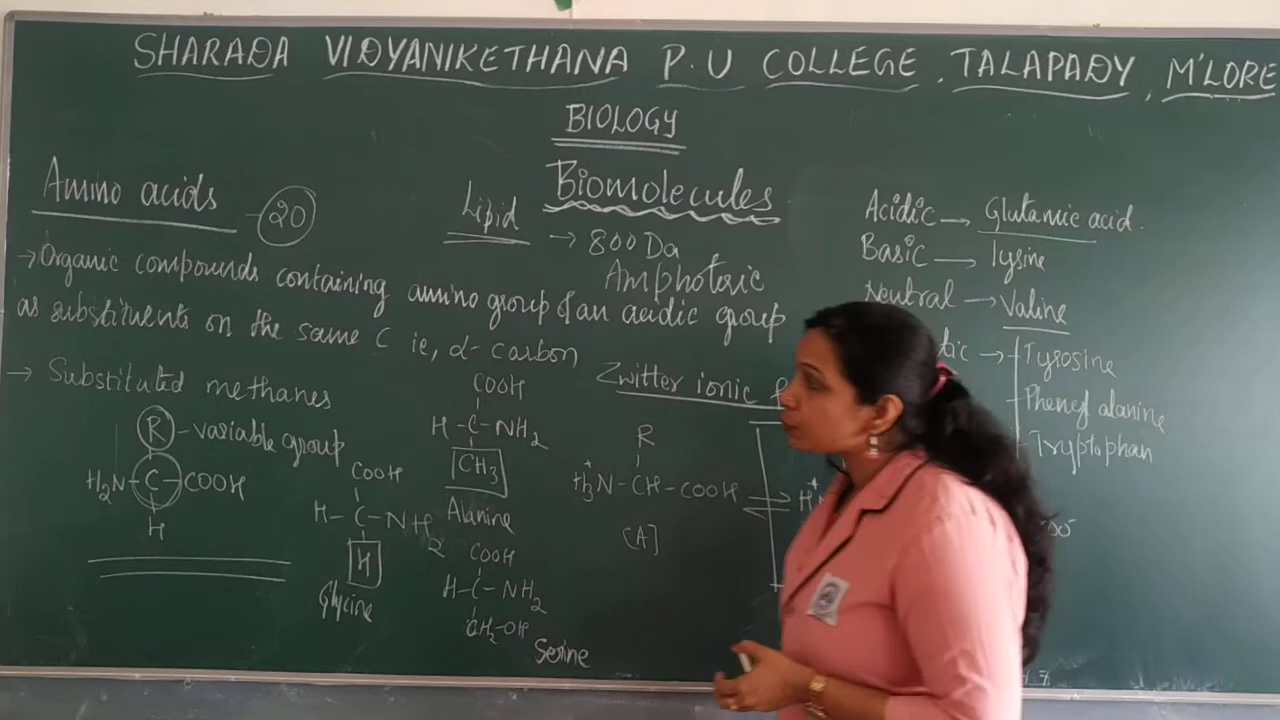 SHARADA VIDYANIKETHANA P.U COLLEGE, TALAPADY, M'LORE
BIOLOGY
Biomolecules
Amino acids - 20
→ Organic compounds containing amino group & an acidic group
as substituents on the same C ie, α- carbon
→ Substituted methanes
R - variable group
H₂N - C - COOH
H
COOH
H - C - NH₂
H
Glycine
COOH
H - C - NH₂
CH3
Alanine
COOH
H - C - NH₂
CH₂-OH
Serine
Lipid → 800 Da
Amphoteric
Zwitter ionic
R
H₃N⁺ - CH - COOH ⇌
[A]
Acidic → Glutamic acid.
Basic → lysine
Neutral → Valine
→ Tyrosine
- Phenyl alanine
- Tryptophan